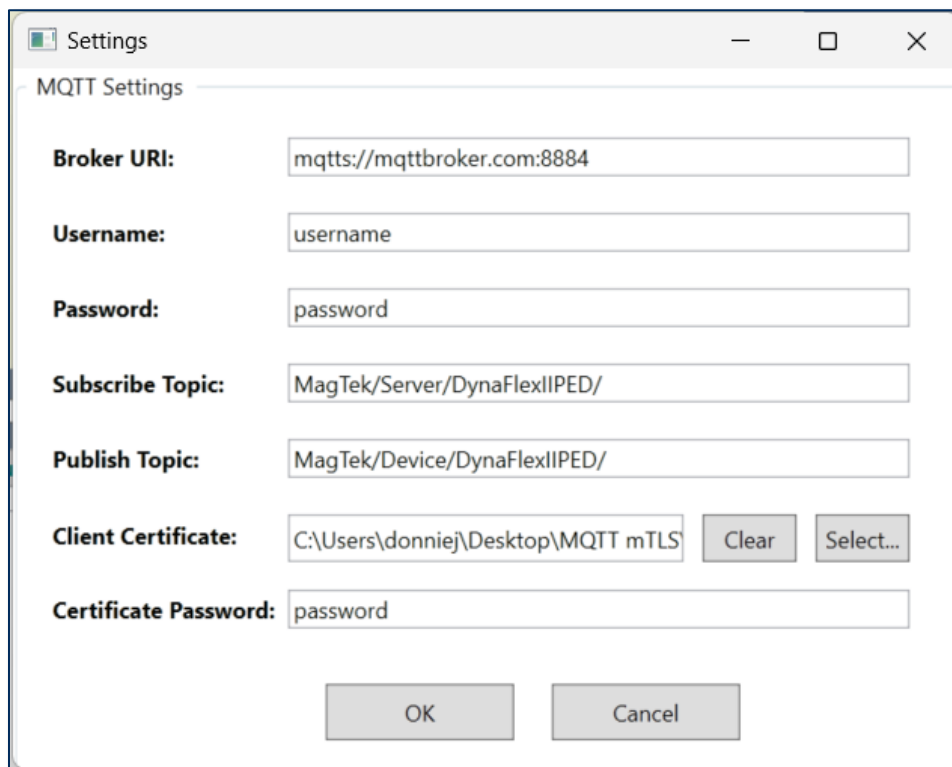 Settings
MQTT Settings
Broker URI: mqtts://mqttbroker.com:8884
Username: username
Password: password
Subscribe Topic: MagTek/Server/DynaFlexIIPED/
Publish Topic: MagTek/Device/DynaFlexIIPED/
Client Certificate: C:\Users\donniej\Desktop\MQTT mTLS\ Clear Select...
Certificate Password: password
OK Cancel